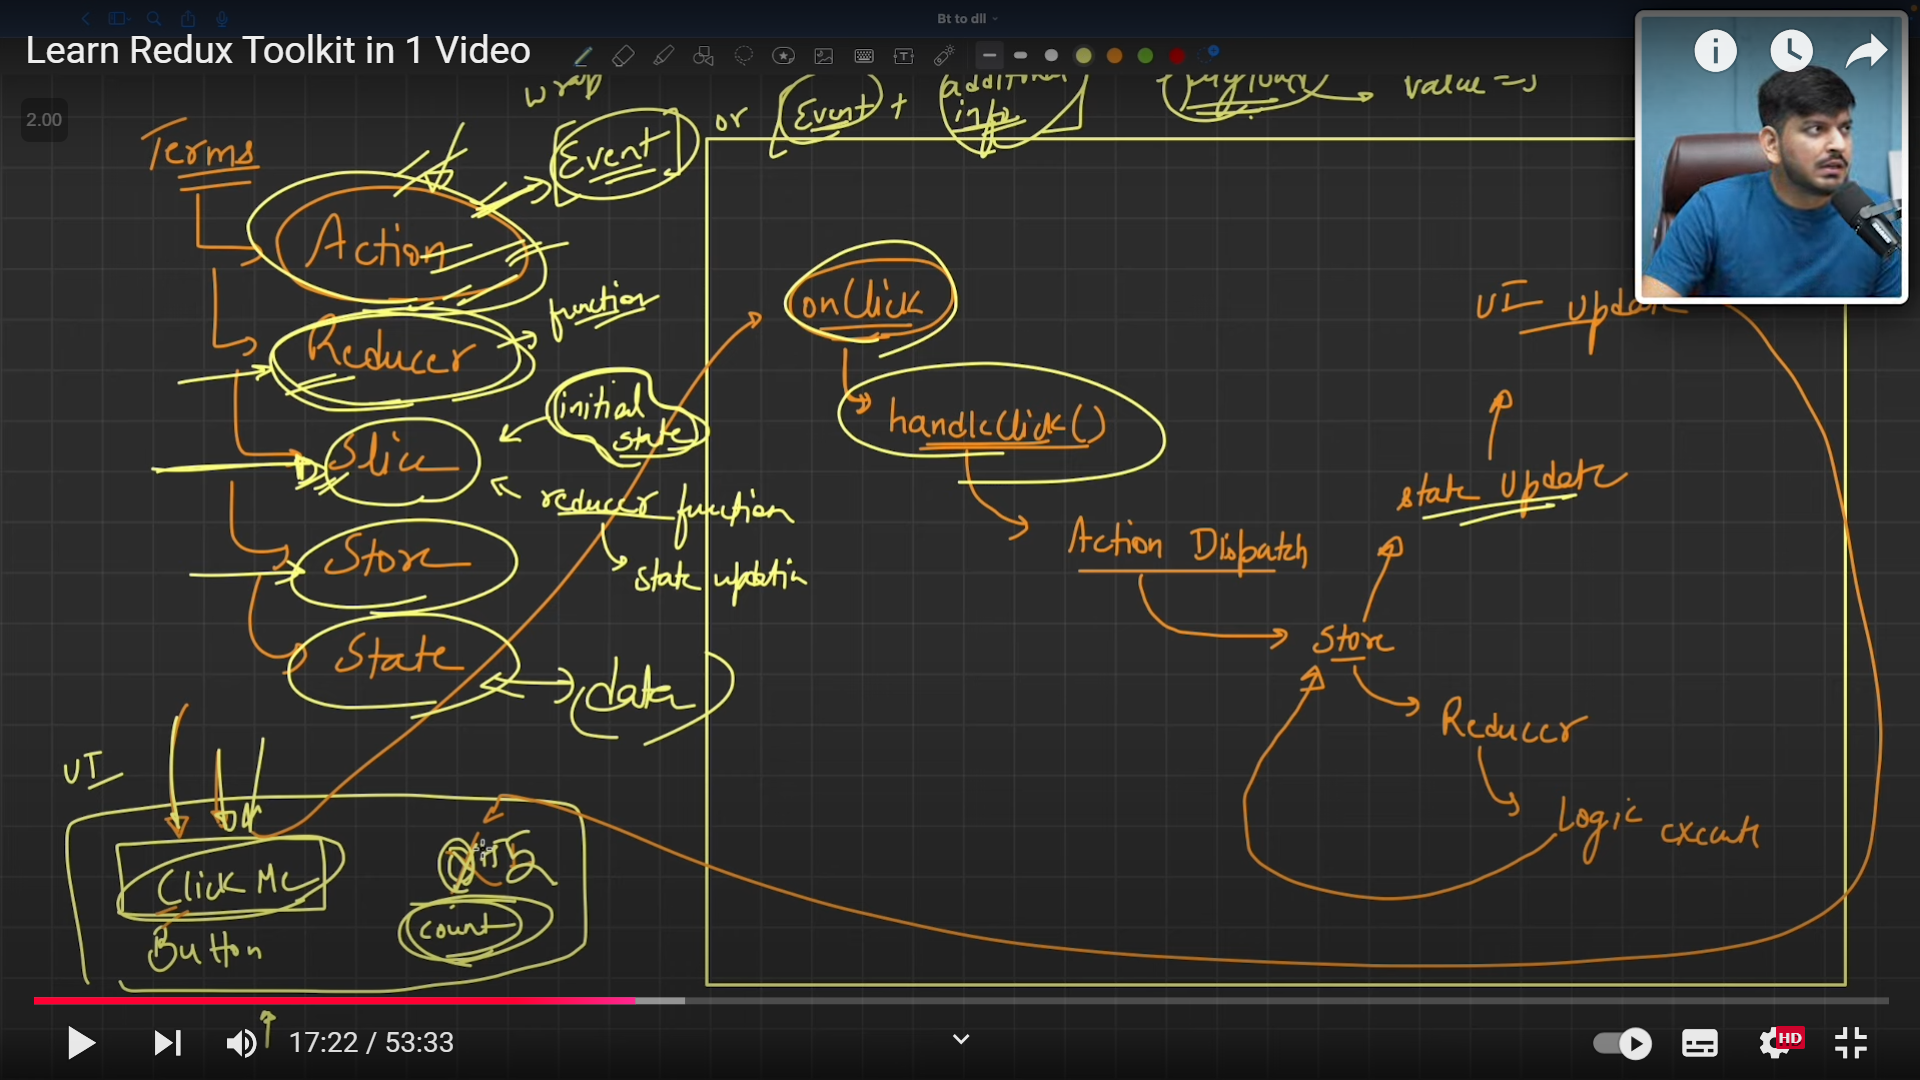 Bt to dll
Learn Redux Toolkit in 1 Video
2.00
wrap
Event or Event + additional info payload value => 5
Terms
Action
Reducer
function
Slice
initial state
reducer function
state updation
Store
State
data
onClick
handleClick()
Action Dispatch
Store
Reducer
Logic execute
state Update
UI Update
UI
Click Me
Button
count
17:22 / 53:33
HD